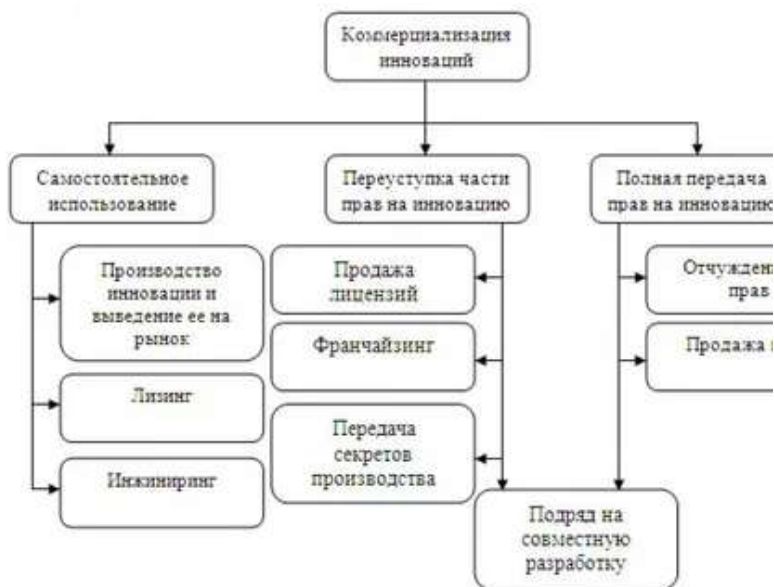 Коммерциализация
инноваций
Самостоятельное
использование
Переуступка части
прав на инновацию
Полная передача
прав на инновацию
Производство
инновации и
выведение ее на
рынок
Лизинг
Инжиниринг
Продажа
лицензий
Франчайзинг
Передача
секретов
производства
прав
Продажа
Подряд на
совместную
разработку